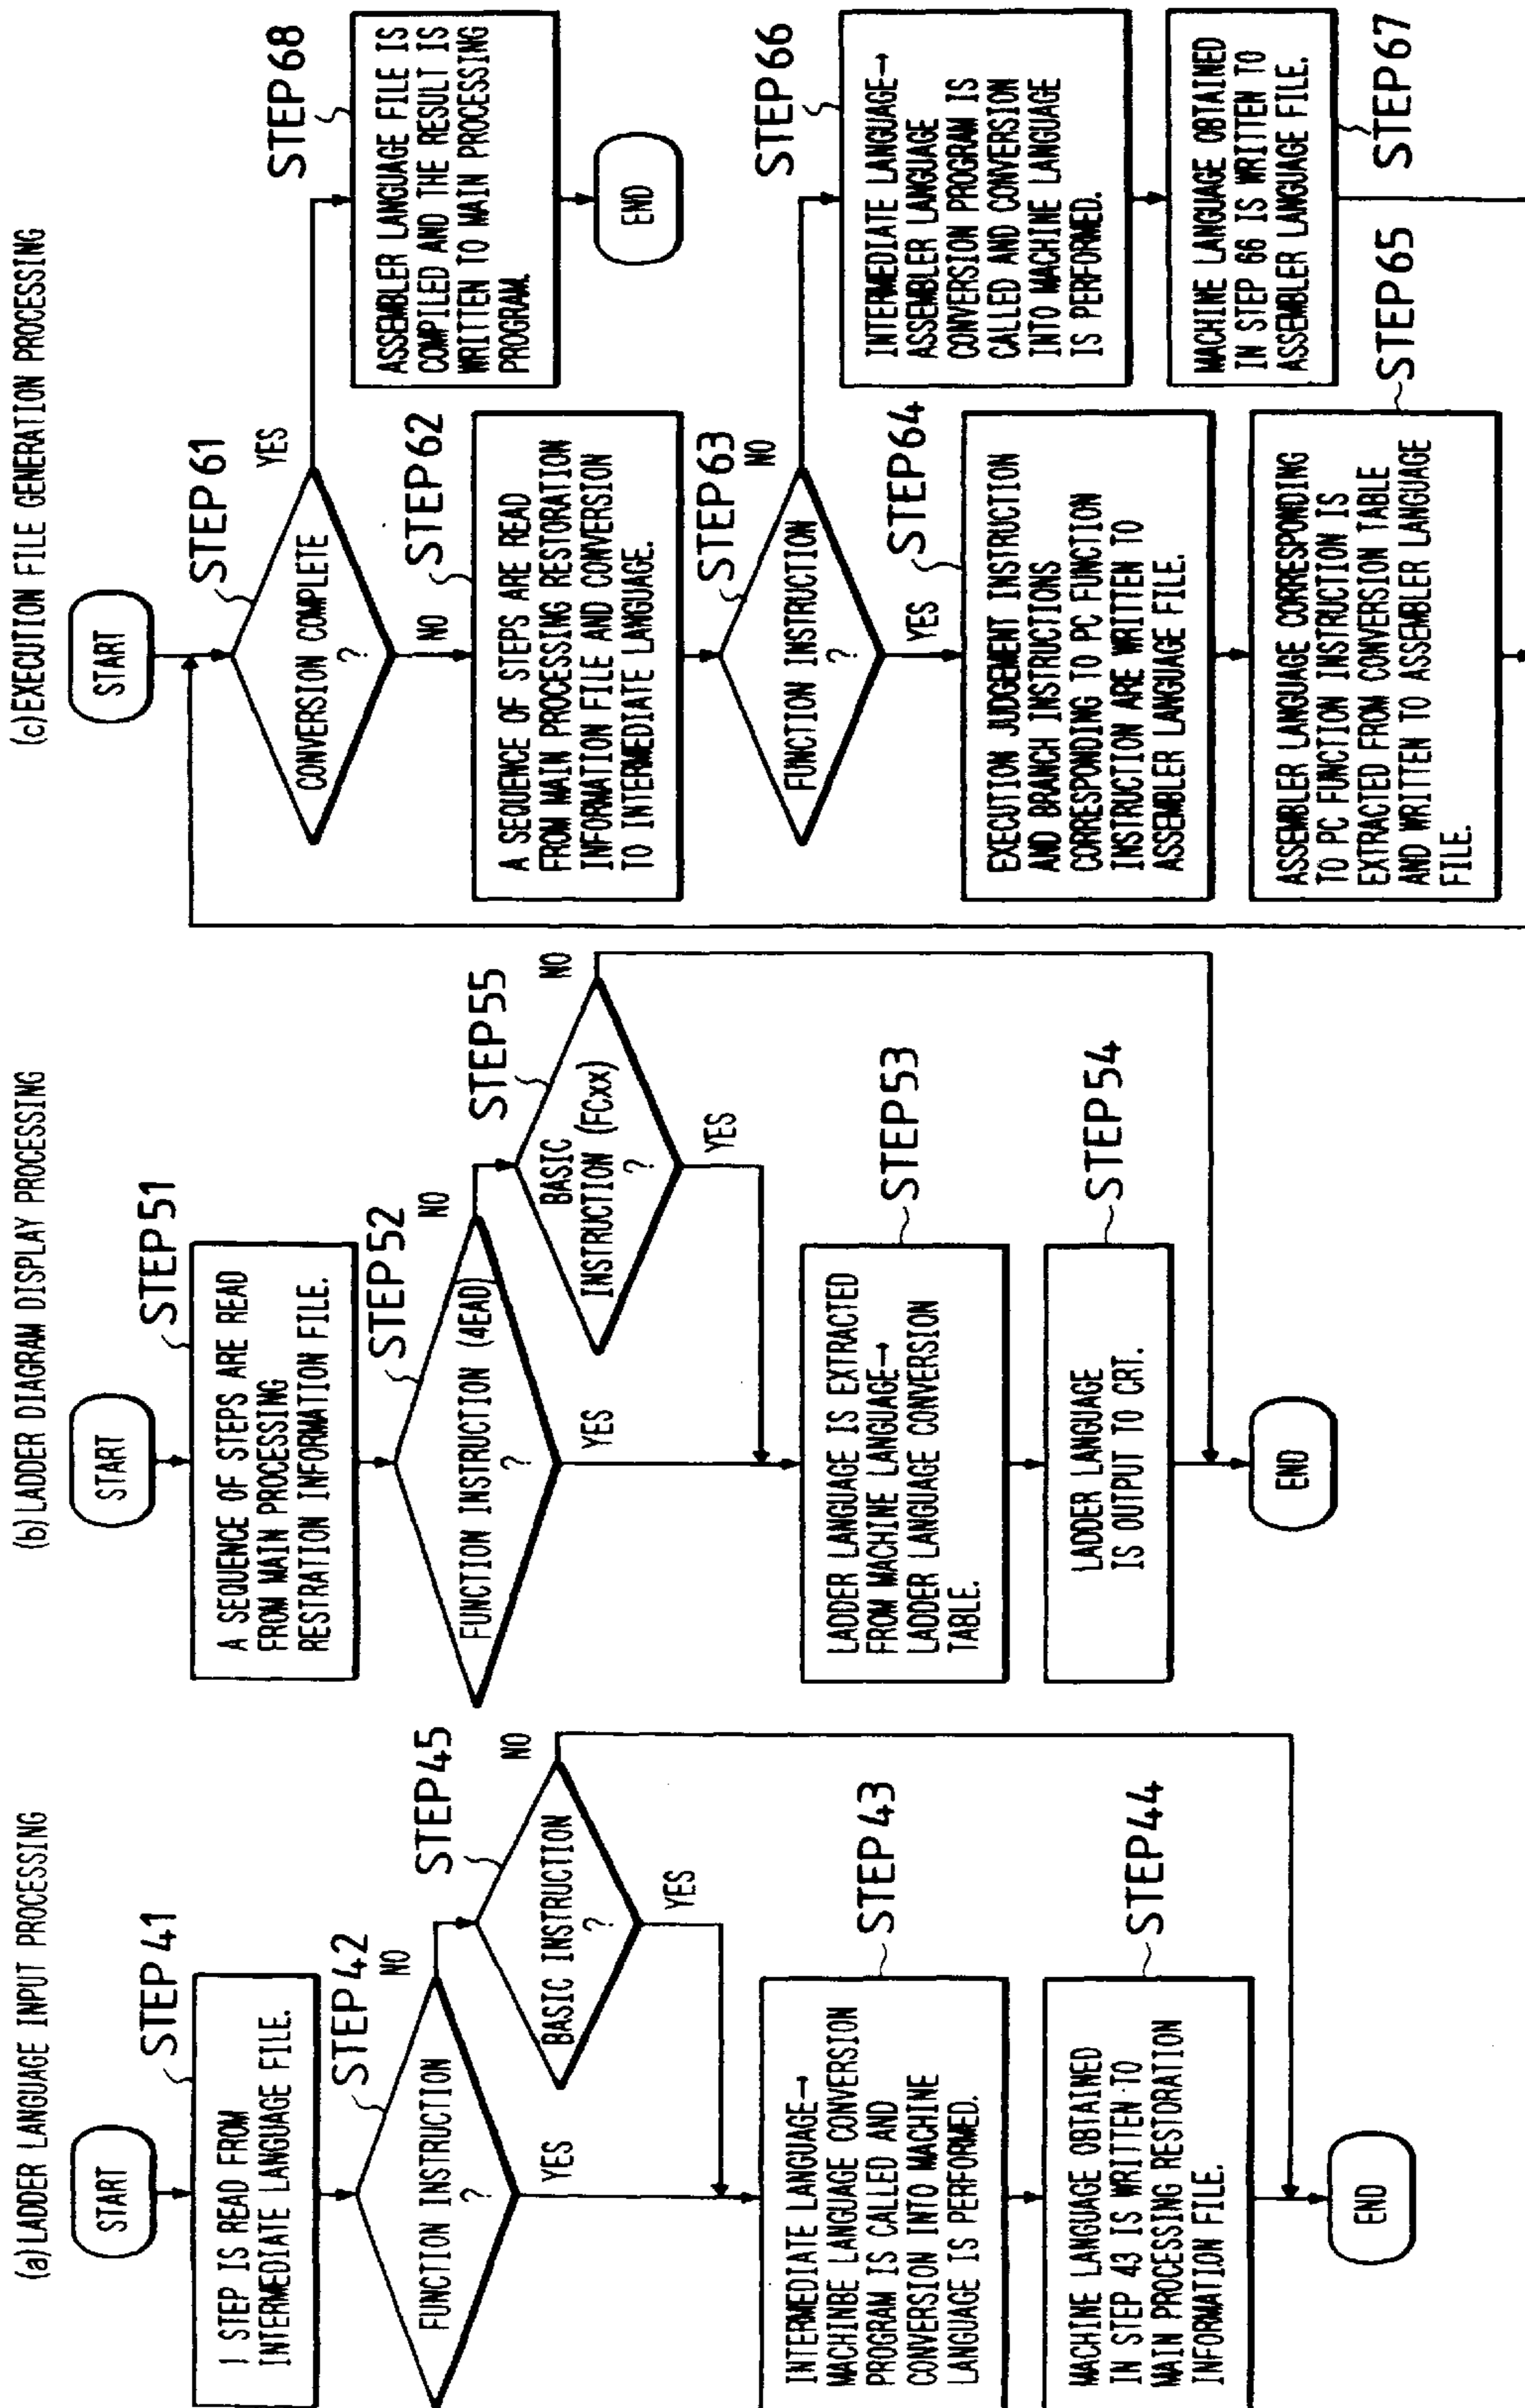 (a)LADDER LANGUAGE INPUT PROCESSING
START
STEP 41
1 STEP IS READ FROM
INTERMEDIATE LANGUAGE FILE.
STEP 42
FUNCTION INSTRUCTION
?
NO
YES
STEP 45
BASIC INSTRUCTION
?
NO
YES
STEP 43
INTERMEDIATE LANGUAGE→
MACHINBE LANGUAGE CONVERSION
PROGRAM IS CALLED AND
CONVERSION INTO MACHINE
LANGUAGE IS PERFORMED.
STEP 44
MACHINE LANGUAGE OBTAINED
IN STEP 43 IS WRITTEN TO
MAIN PROCESSING RESTORATION
INFORMATION FILE.
END
(b)LADDER DIAGRAM DISPLAY PROCESSING
START
STEP 51
A SEQUENCE OF STEPS ARE READ
FROM MAIN PROCESSING
RESTRATION INFORMATION FILE.
STEP 52
FUNCTION INSTRUCTION (4EAD)
?
NO
YES
STEP 55
BASIC
INSTRUCTION (FCxx)
?
NO
YES
STEP 53
LADDER LANGUAGE IS EXTRACTED
FROM MACHINE LANGUAGE→
LADDER LANGUAGE CONVERSION
TABLE.
STEP 54
LADDER LANGUAGE
IS OUTPUT TO CRT.
END
(c)EXECUTION FILE GENERATION PROCESSING
START
STEP 61
CONVERSION COMPLETE
?
YES
NO
STEP 68
ASSEMBLER LANGUAGE FILE IS
COMPILED AND THE RESULT IS
WRITTEN TO MAIN PROCESSING
PROGRAM.
END
STEP 62
A SEQUENCE OF STEPS ARE READ
FROM MAIN PROCESSING RESTORATION
INFORMATION FILE AND CONVERSION
TO INTERMEDIATE LANGUAGE.
STEP 63
FUNCTION INSTRUCTION
?
NO
YES
STEP 66
INTERMEDIATE LANGUAGE→
ASSEMBLER LANGUAGE
CONVERSION PROGRAM IS
CALLED AND CONVERSION
INTO MACHINE LANGUAGE
IS PERFORMED.
STEP 64
EXECUTION JUDGEMENT INSTRUCTION
AND BRANCH INSTRUCTIONS
CORRESPONDING TO PC FUNCTION
INSTRUCTION ARE WRITTEN TO
ASSEMBLER LANGUAGE FILE.
STEP 67
MACHINE LANGUAGE OBTAINED
IN STEP 66 IS WRITTEN TO
ASSEMBLER LANGUAGE FILE.
STEP 65
ASSEMBLER LANGUAGE CORRESPONDING
TO PC FUNCTION INSTRUCTION IS
EXTRACTED FROM CONVERSION TABLE
AND WRITTEN TO ASSEMBLER LANGUAGE
FILE.